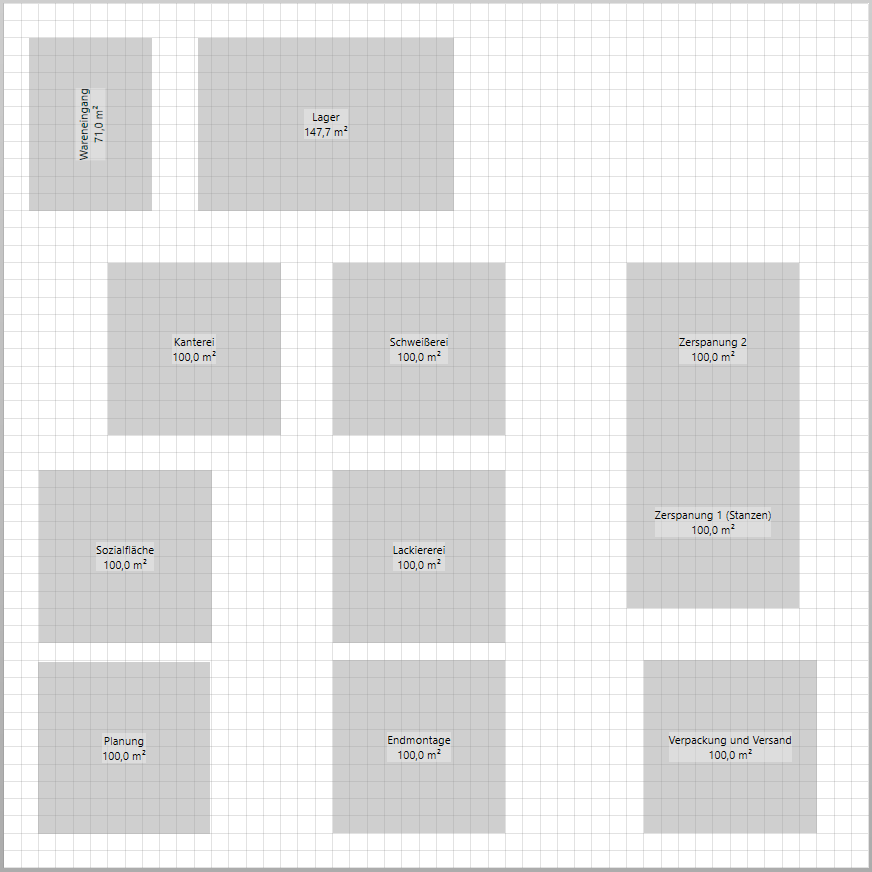 Wareneingang
71,0 m²
Lager
147,7 m²
Kanterei
100,0 m²
Schweißerei
100,0 m²
Zerspanung 2
100,0 m²
Zerspanung 1 (Stanzen)
100,0 m²
Sozialfläche
100,0 m²
Lackiererei
100,0 m²
Planung
100,0 m²
Endmontage
100,0 m²
Verpackung und Versand
100,0 m²